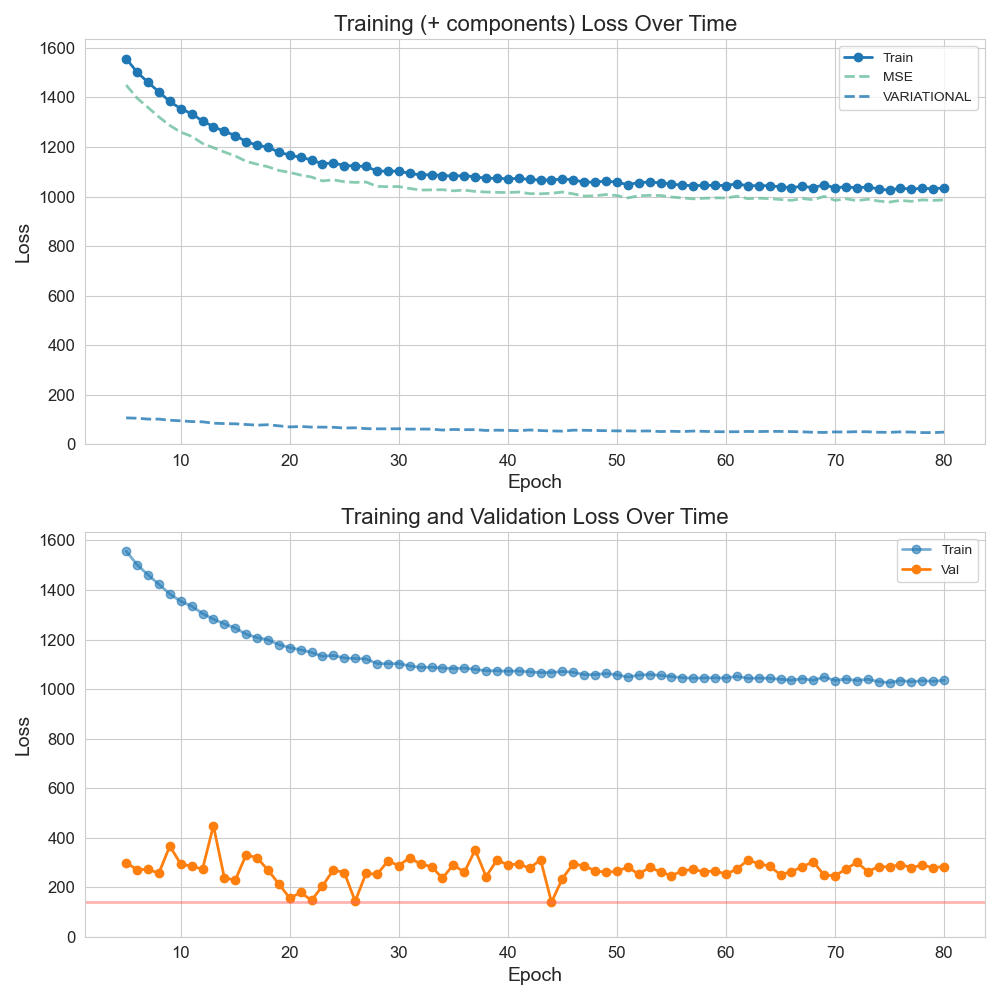 Training (+ components) Loss Over Time
1600
1400
1200
1000
800
600
400
200
0
Loss
Train
MSE
VARIATIONAL
10 20 30 40 50 60 70 80
Epoch
Training and Validation Loss Over Time
1600
1400
1200
1000
800
600
400
200
0
Loss
Train
Val
10 20 30 40 50 60 70 80
Epoch